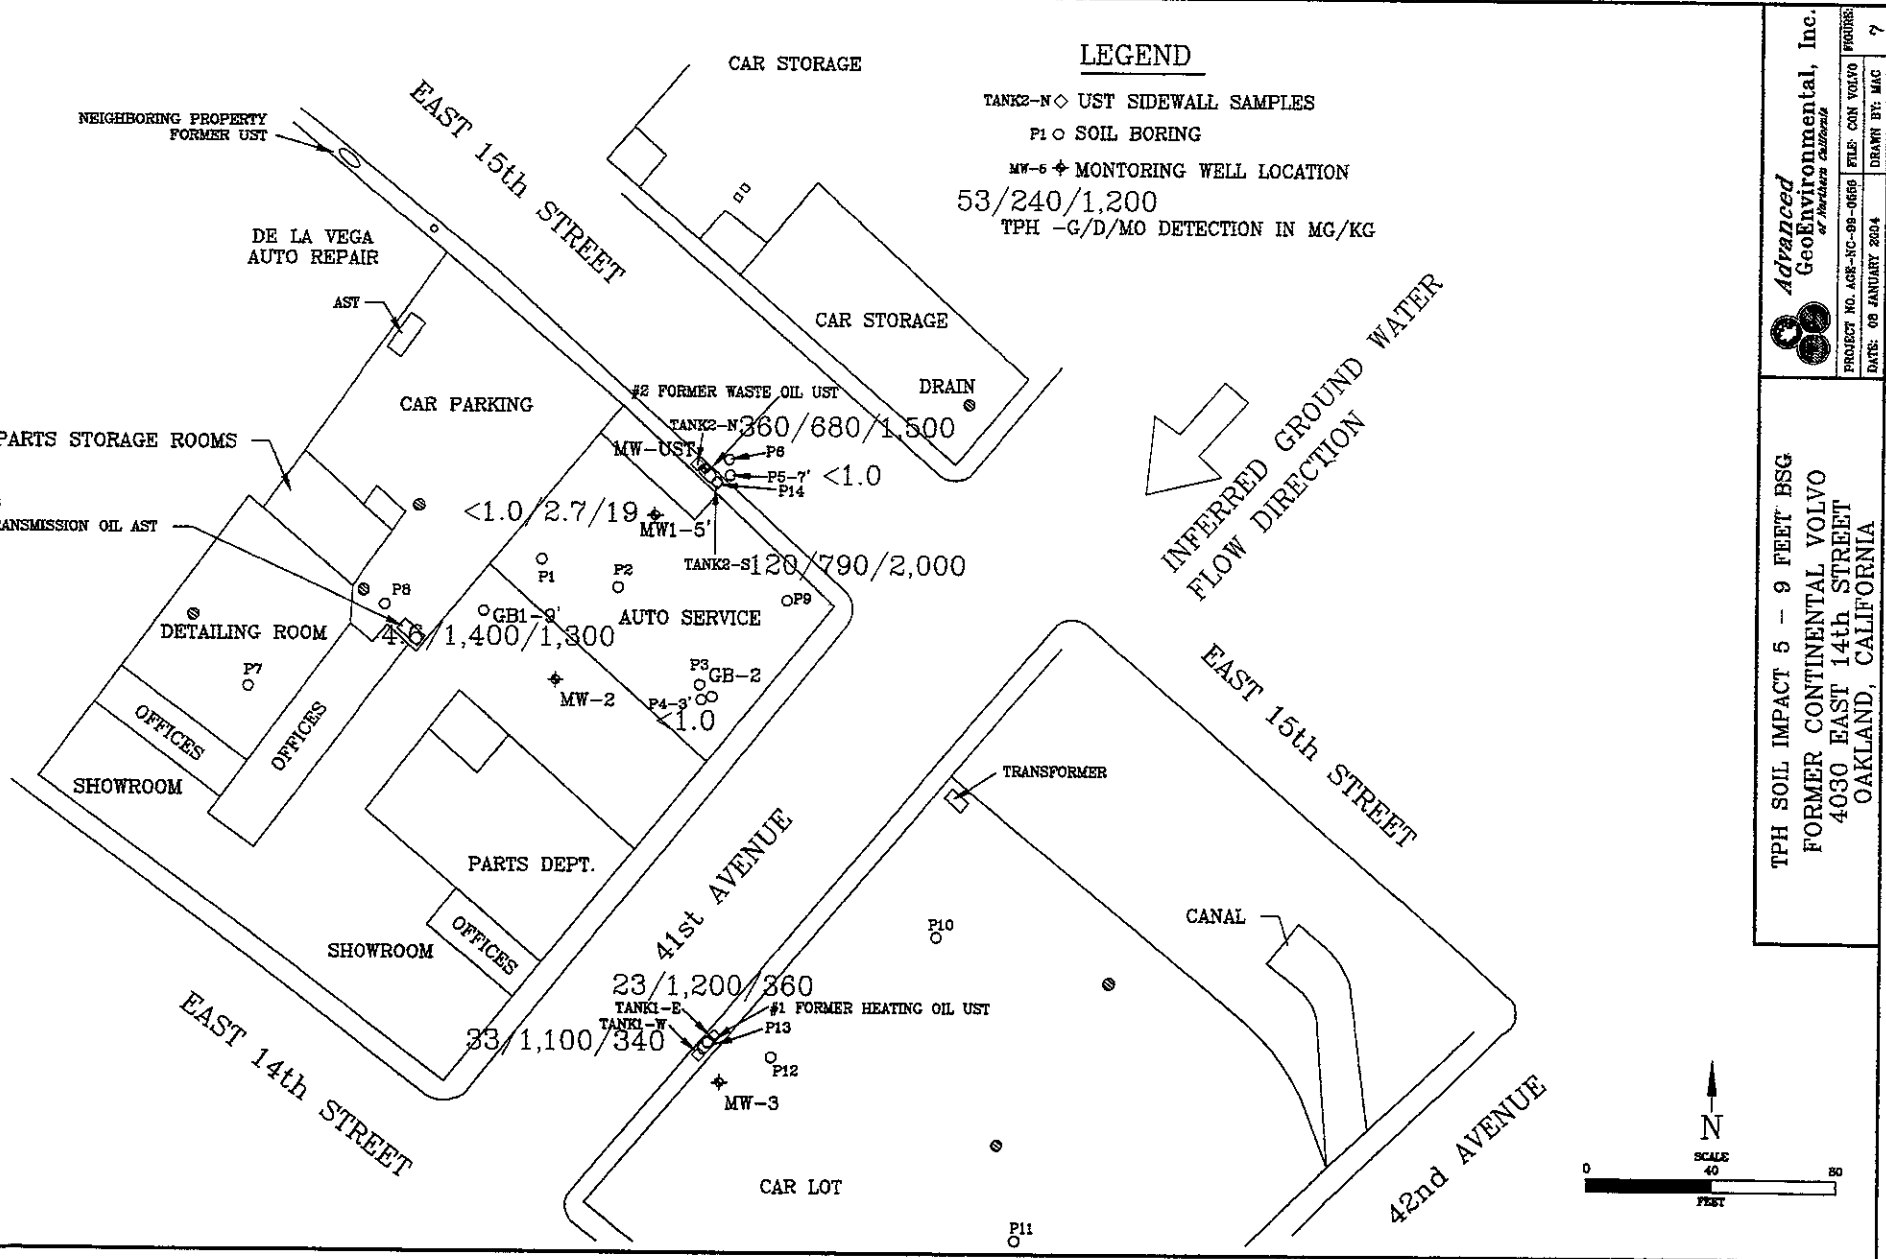 CAR STORAGE
LEGEND
TANK2-N UST SIDEWALL SAMPLES
P1 SOIL BORING
MW-5 MONTORING WELL LOCATION
53/240/1,200
TPH -G/D/MO DETECTION IN MG/KG
NEIGHBORING PROPERTY
FORMER UST
EAST 15th STREET
DE LA VEGA
AUTO REPAIR
AST
CAR STORAGE
DRAIN
CAR PARKING
#2 FORMER WASTE OIL UST
TANK2-N
360/680/1,500
PARTS STORAGE ROOMS
MW-UST
P6
P5-7' <1.0
P14
<1.0/2.7/19
MW1-5'
TRANSMISSION OIL AST
TANK2-S
120/790/2,000
INFERRED GROUND WATER
FLOW DIRECTION
P1
P2
P8
GB1-9'
4.6/1,400/1,300
AUTO SERVICE
P9
DETAILING ROOM
P7
P3
GB-2
P4-3'
<1.0
MW-2
OFFICES
OFFICES
SHOWROOM
EAST 15th STREET
TRANSFORMER
PARTS DEPT.
41st AVENUE
OFFICES
SHOWROOM
P10
CANAL
23/1,200/360
TANK1-E
#1 FORMER HEATING OIL UST
TANK1-W
P13
33/1,100/340
P12
MW-3
EAST 14th STREET
CAR LOT
P11
42nd AVENUE
N
SCALE
0 40 80
FEET
Advanced
GeoEnvironmental, Inc.
of Northern California
PROJECT NO. AGE-NC-99-0566
FILE: CON VOLVO
FIGURE:
7
DATE: 08 JANUARY 2004
DRAWN BY: MAC
TPH SOIL IMPACT 5 - 9 FEET BSG
FORMER CONTINENTAL VOLVO
4030 EAST 14th STREET
OAKLAND, CALIFORNIA